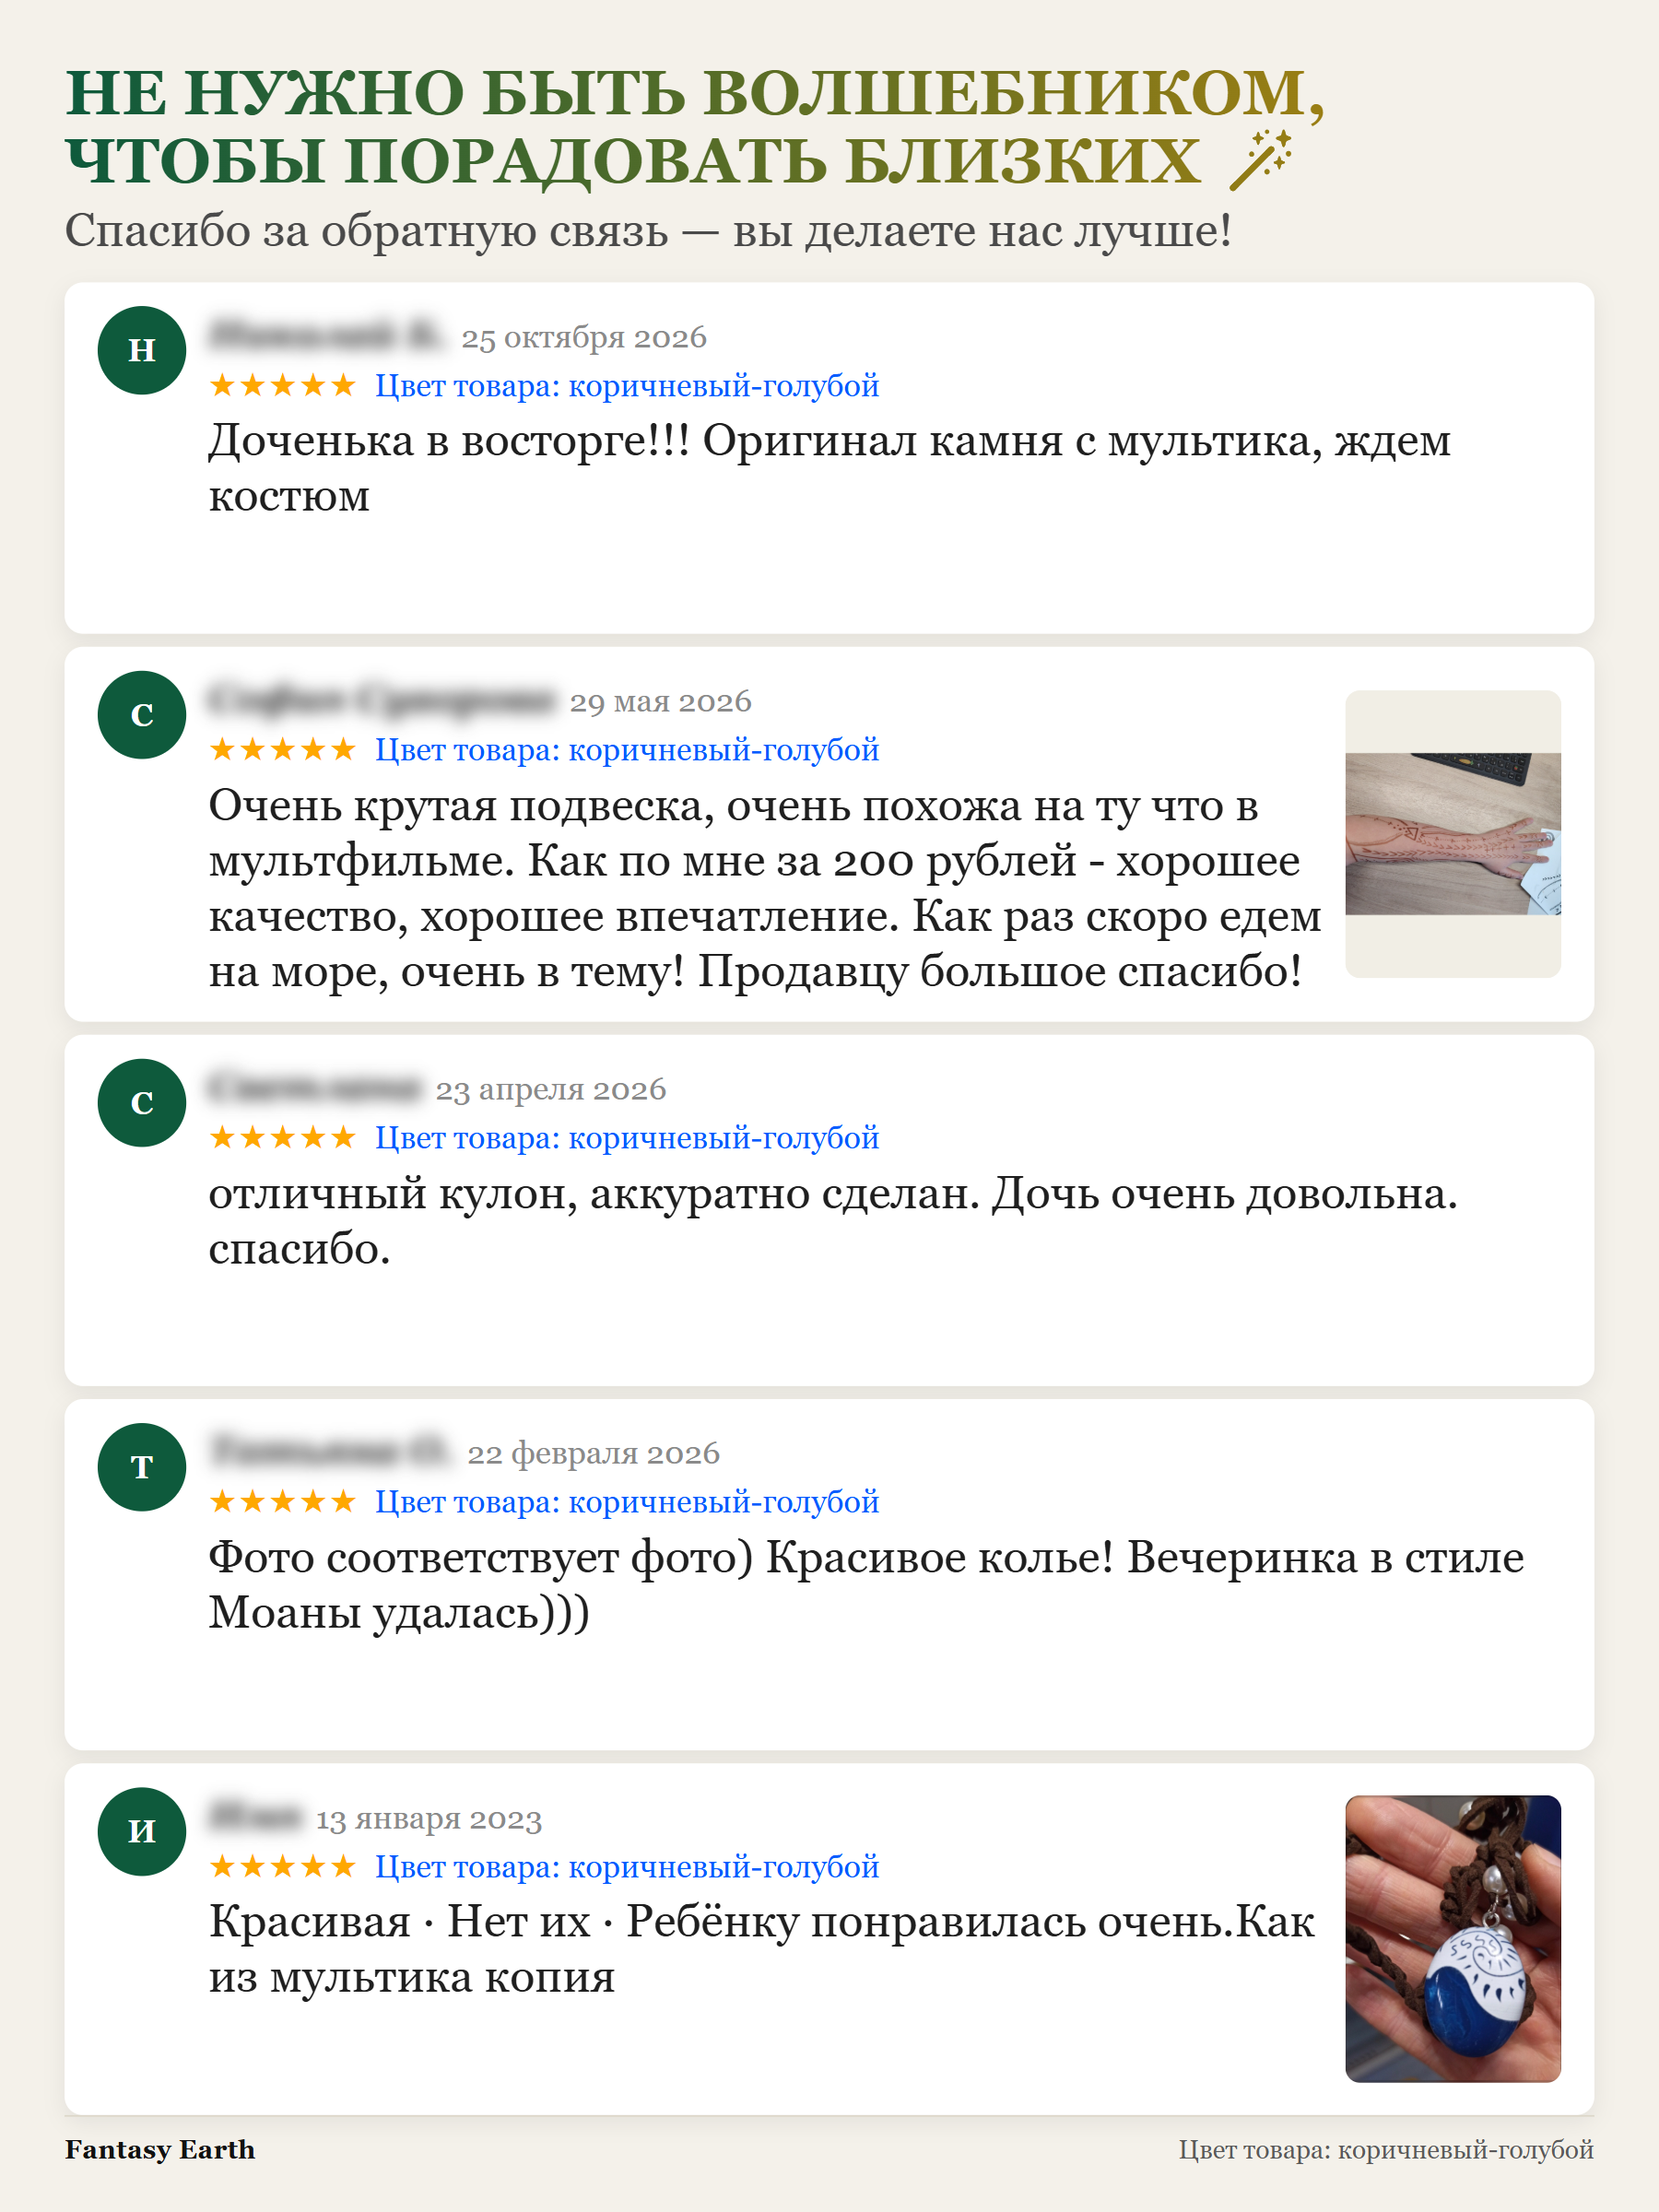 НЕ НУЖНО БЫТЬ ВОЛШЕБНИКОМ,
ЧТОБЫ ПОРАДОВАТЬ БЛИЗКИХ
Спасибо за обратную связь — вы делаете нас лучше!
Н
25 октября 2026
★★★★★ Цвет товара: коричневый-голубой
Доченька в восторге!!! Оригинал камня с мультика, ждем
костюм
С
29 мая 2026
★★★★★ Цвет товара: коричневый-голубой
Очень крутая подвеска, очень похожа на ту что в
мультфильме. Как по мне за 200 рублей - хорошее
качество, хорошее впечатление. Как раз скоро едем
на море, очень в тему! Продавцу большое спасибо!
С
23 апреля 2026
★★★★★ Цвет товара: коричневый-голубой
отличный кулон, аккуратно сделан. Дочь очень довольна.
спасибо.
Т
22 февраля 2026
★★★★★ Цвет товара: коричневый-голубой
Фото соответствует фото) Красивое колье! Вечеринка в стиле
Моаны удалась)))
И
13 января 2023
★★★★★ Цвет товара: коричневый-голубой
Красивая · Нет их · Ребёнку понравилась очень.Как
из мультика копия
Fantasy Earth
Цвет товара: коричневый-голубой